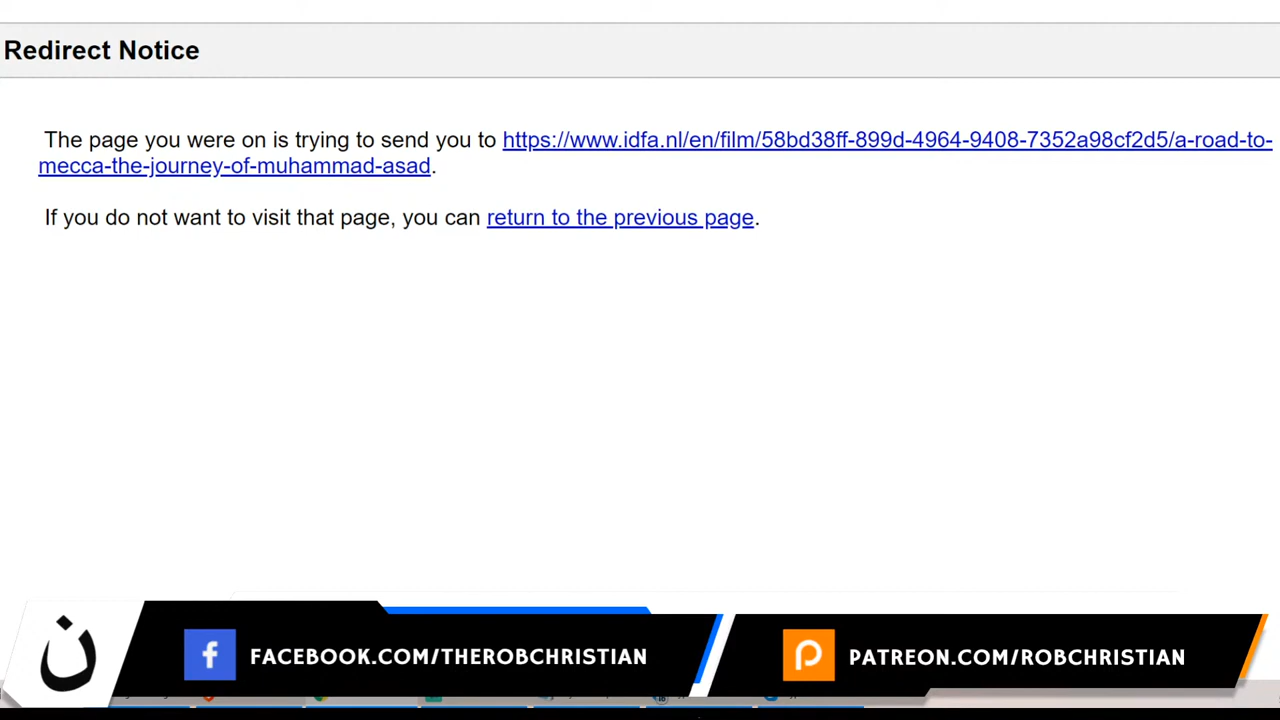 Redirect Notice
The page you were on is trying to send you to https://www.idfa.nl/en/film/58bd38ff-899d-4964-9408-7352a98cf2d5/a-road-to-
mecca-the-journey-of-muhammad-asad.
If you do not want to visit that page, you can return to the previous page.
ن
FACEBOOK.COM/THEROBCHRISTIAN
PATREON.COM/ROBCHRISTIAN